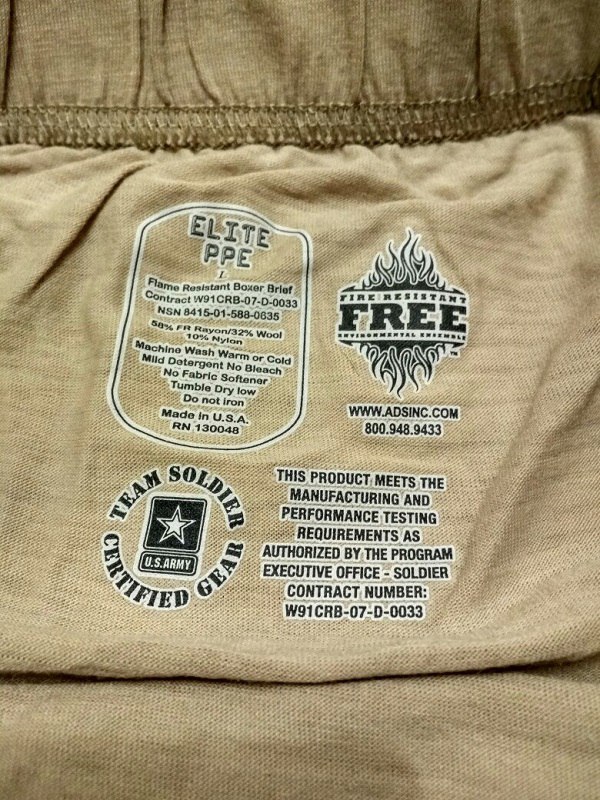 ELITE
PPE
L
Flame Resistant Boxer Brief
Contract W91CRB-07-D-0033
NSN 8415-01-588-0835
58% FR Rayon/32% Wool
10% Nylon
Machine Wash Warm or Cold
Mild Detergent No Bleach
No Fabric Softener
Tumble Dry low
Do not iron
Made in U.S.A.
RN 130048
FIRE RESISTANT
FREE
ENVIRONMENTAL ENSEMBLE
TM
WWW.ADSINC.COM
800.948.9433
TEAM SOLDIER
U.S.ARMY
CERTIFIED GEAR
THIS PRODUCT MEETS THE
MANUFACTURING AND
PERFORMANCE TESTING
REQUIREMENTS AS
AUTHORIZED BY THE PROGRAM
EXECUTIVE OFFICE - SOLDIER
CONTRACT NUMBER:
W91CRB-07-D-0033